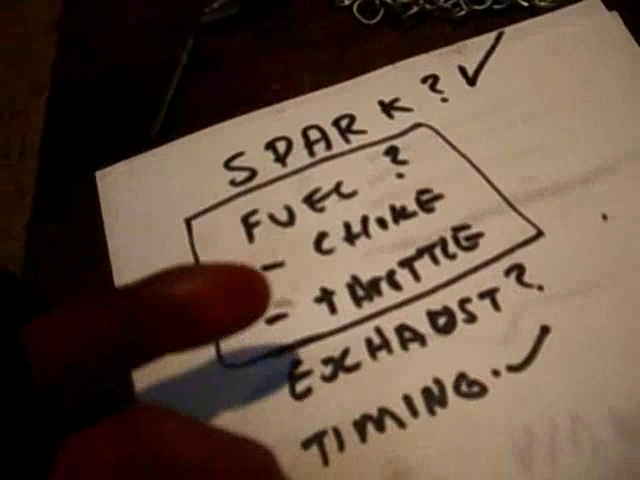 SPARK? ✓
FUEL ?
- CHOKE
- THROTTLE
EXHAUST?
TIMING. ✓